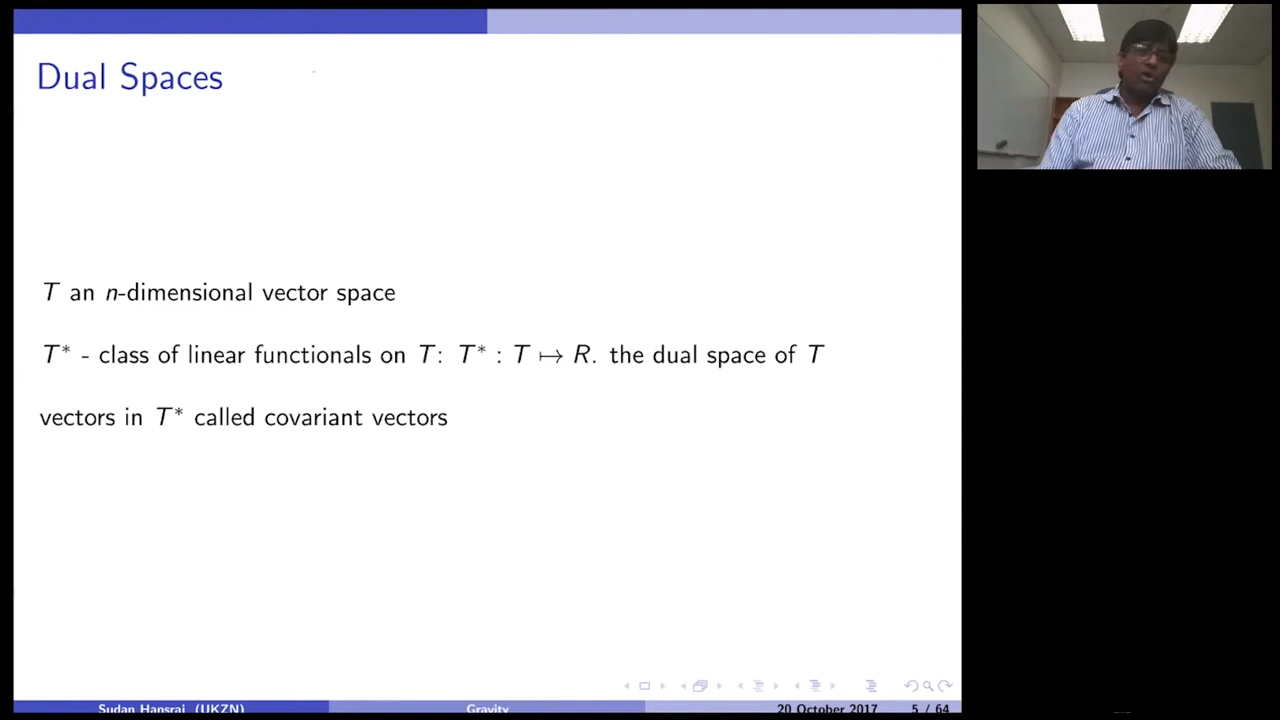 Dual Spaces
T an n-dimensional vector space
T* - class of linear functionals on T: T* : T ↦ R. the dual space of T
vectors in T* called covariant vectors
Sudan Hansraj (UKZN) Gravity 20 October 2017 5 / 64